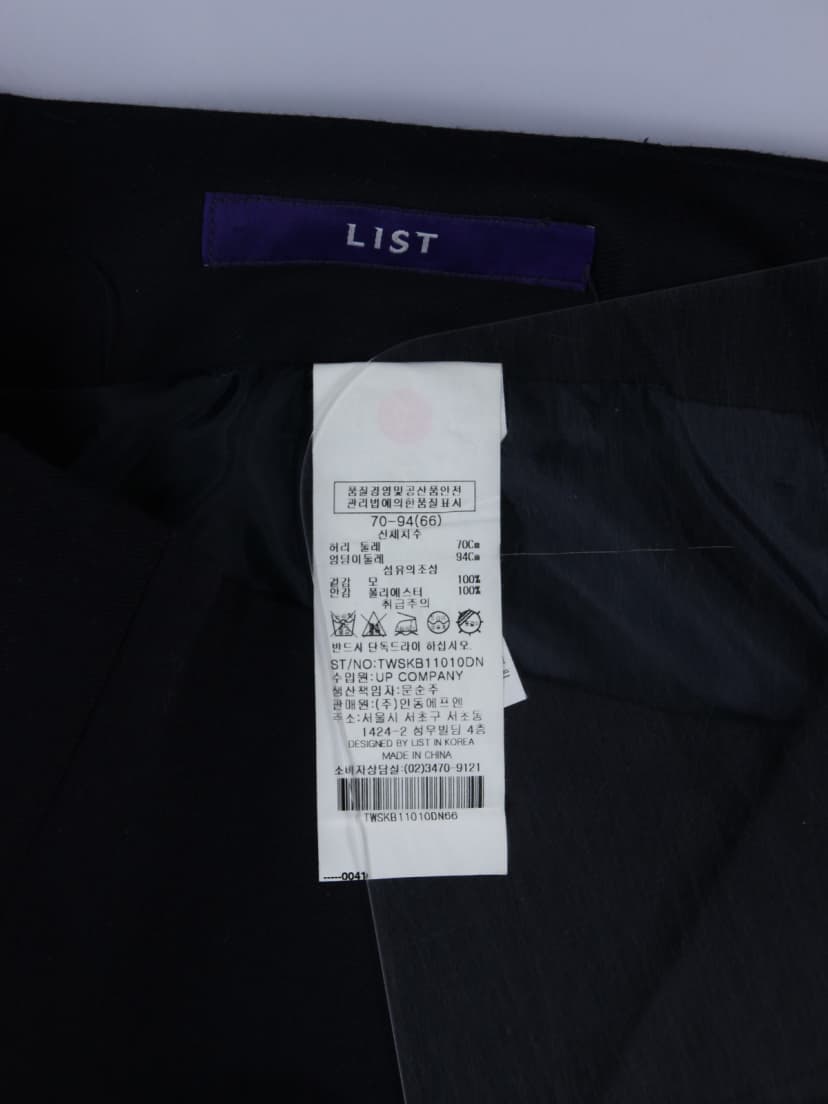 LIST
품질경영및공산품안전
관리법에의한품질표시
70-94(66)
신체치수
허리 둘레 70Cm
엉덩이둘레 94Cm
섬유의조성
겉감 모 100%
안감 폴리에스터 100%
취급주의
반드시 단독드라이 하십시오.
ST/NO:TWSKB11010DN
수입원:UP COMPANY
생산책임자:문순주
판매원:(주)안동에프엔
주소:서울시 서초구 서초동
1424-2 성우빌딩 4층
DESIGNED BY LIST IN KOREA
MADE IN CHINA
소비자상담실:(02)3470-9121
TWSKB11010DN66
-----0041